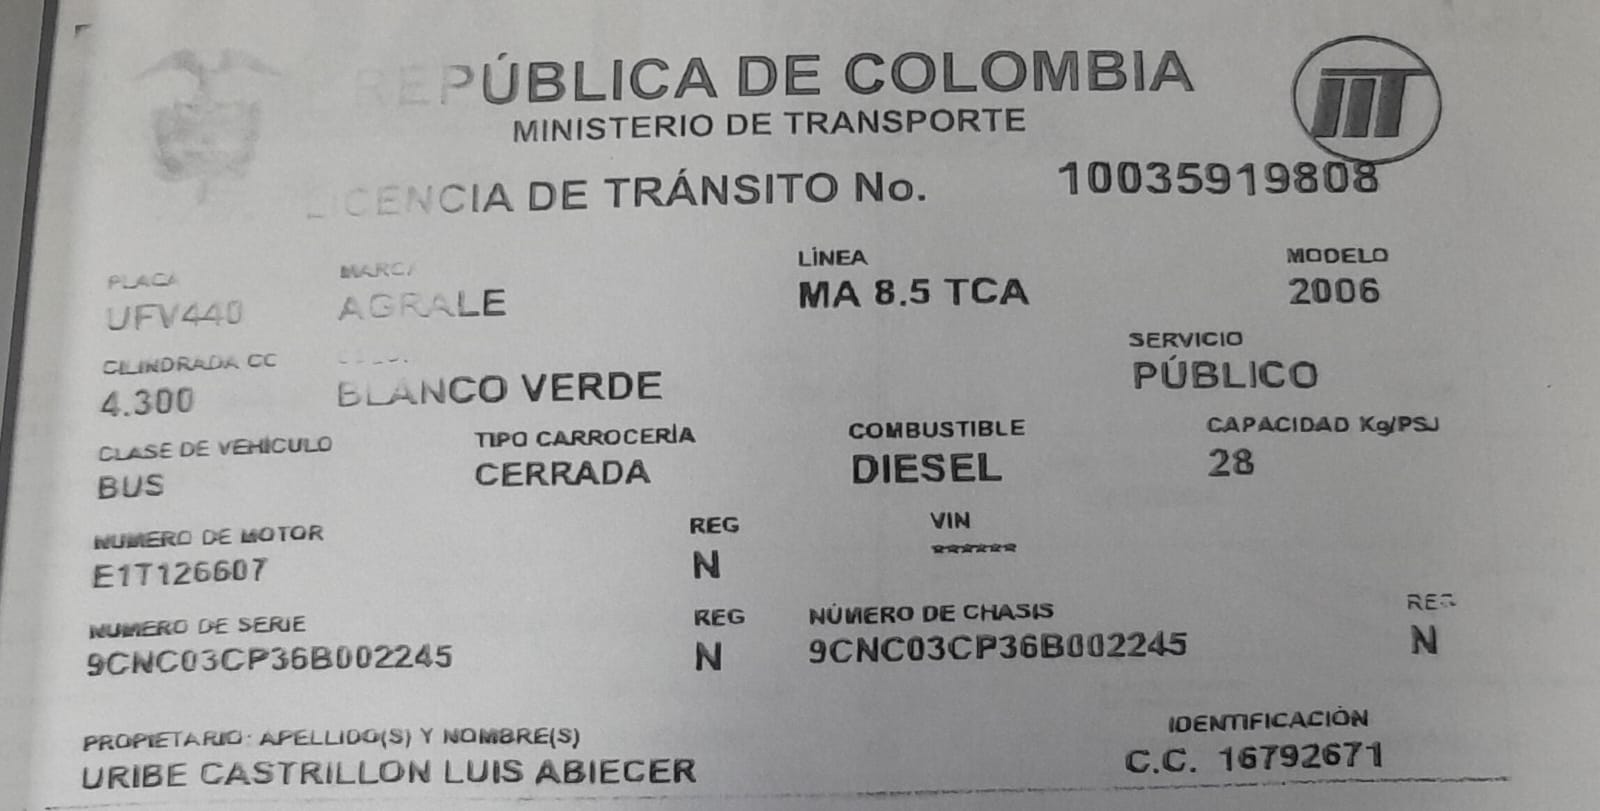 REPÚBLICA DE COLOMBIA
MINISTERIO DE TRANSPORTE
LICENCIA DE TRÁNSITO No. 10035919808
PLACA MARCA LÍNEA MODELO
UFV440 AGRALE MA 8.5 TCA 2006
CILINDRADA CC SERVICIO
4.300 BLANCO VERDE PÚBLICO
CLASE DE VEHÍCULO TIPO CARROCERÍA COMBUSTIBLE CAPACIDAD Kg/PSJ
BUS CERRADA DIESEL 28
NUMERO DE MOTOR REG VIN
E1T126607 N ******
NUMERO DE SERIE REG NÚMERO DE CHASIS REG
9CNC03CP36B002245 N 9CNC03CP36B002245 N
PROPIETARIO: APELLIDO(S) Y NOMBRE(S) IDENTIFICACIÓN
URIBE CASTRILLON LUIS ABIECER C.C. 16792671